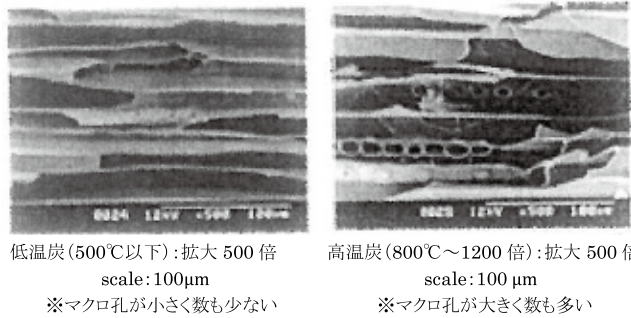 0024 12kV ×500 100μm
0025 12kV ×500 100μm
低温炭(500℃以下):拡大 500 倍
scale:100μm
※マクロ孔が小さく数も少ない
高温炭(800℃～1200 倍):拡大 500 倍
scale:100 μm
※マクロ孔が大きく数も多い